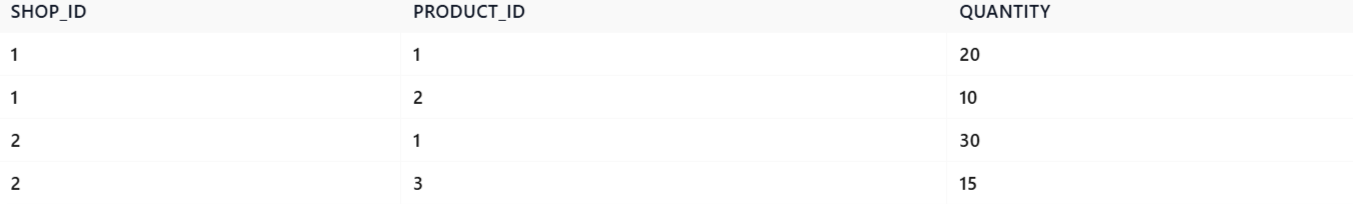 SHOP_ID PRODUCT_ID QUANTITY
1 1 20
1 2 10
2 1 30
2 3 15